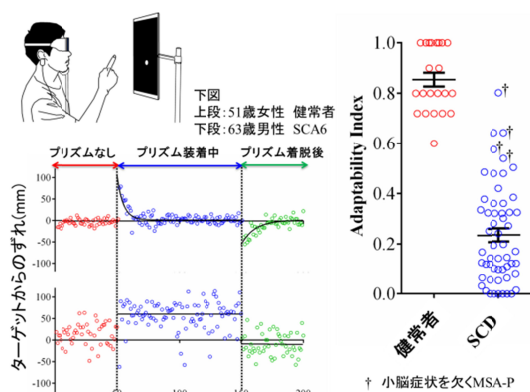 下図
上段：51歳女性 健常者
下段：63歳男性 SCA6
プリズムなし
プリズム装着中
プリズム着脱後
ターゲットからのずれ(mm)
100
50
0
-50
-100
100
50
0
-50
-100
100
200
Adaptability Index
1.0
0.8
0.6
0.4
0.2
0.0
†
†
†
†
健常者
SCD
† 小脳症状を欠くMSA-P